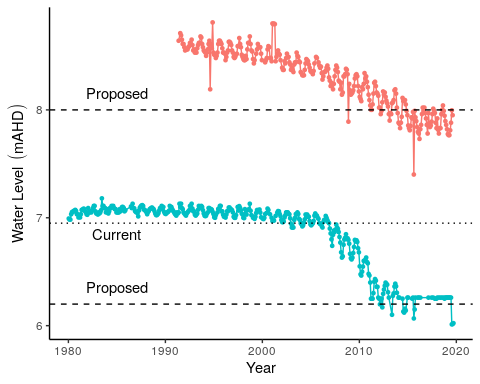 Proposed
8
7
Current
Proposed
6
Water Level (mAHD)
1980 1990 2000 2010 2020
Year